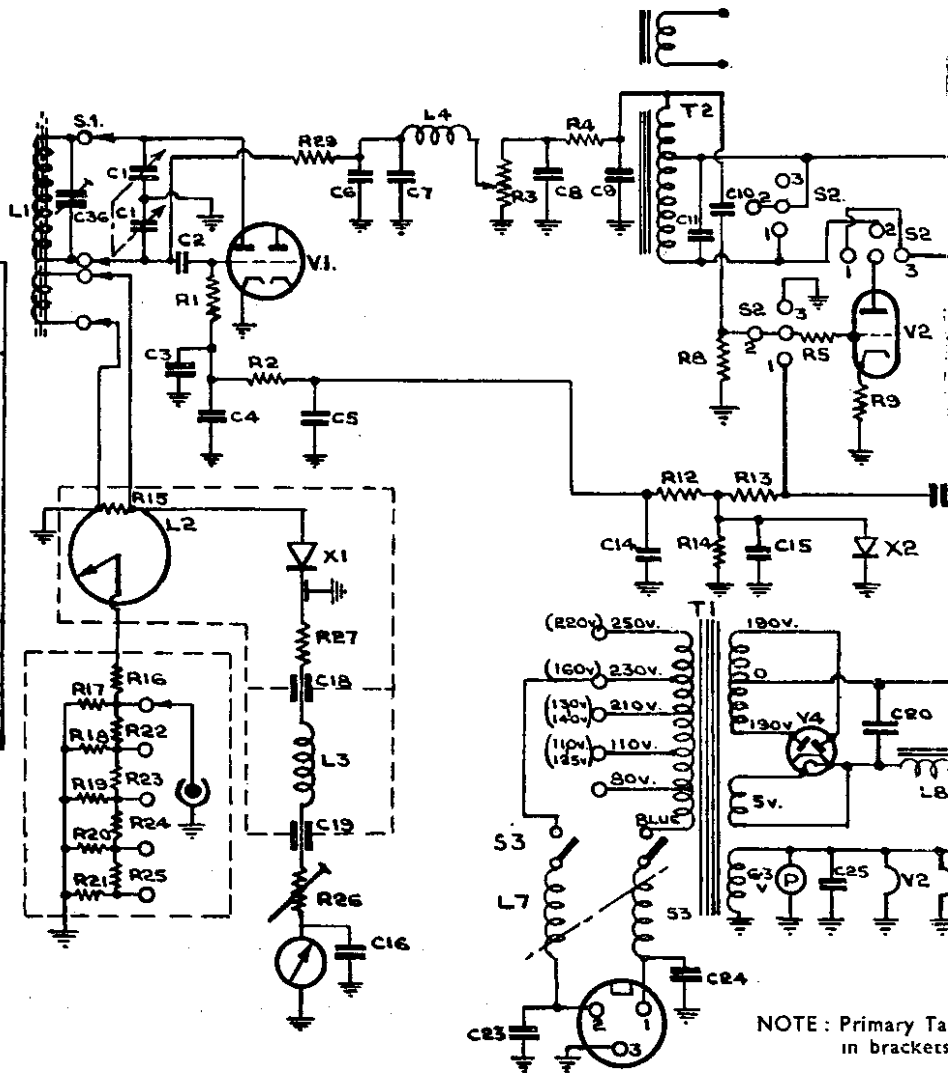 L4
T2
S1.
R29
R4
C1
C6
C7
R3
C8
C9
C10
2
3
S2.
L1
C36
C1
C2
C11
1
2
S2
1
3
V.1.
R1
S2
3
V2
C3
R2
R8
2
R5
1
R9
C4
C5
R15
L2
R12
R13
X1
C14
R14
C15
X2
T1
R27
(220v)
250v.
190v.
R16
C18
(160v)
230v.
0
R17
(130v
140v)
210v.
190v
V4
C20
R18
R22
L3
(110v
125v)
110v.
R19
R23
80v.
5v.
L8
R20
R24
C19
S3
BLUE
R21
R25
R26
L7
S3
6·3
V
P
C25
V2
C16
C24
C23
2
1
3
NOTE : Primary Ta
in brackets